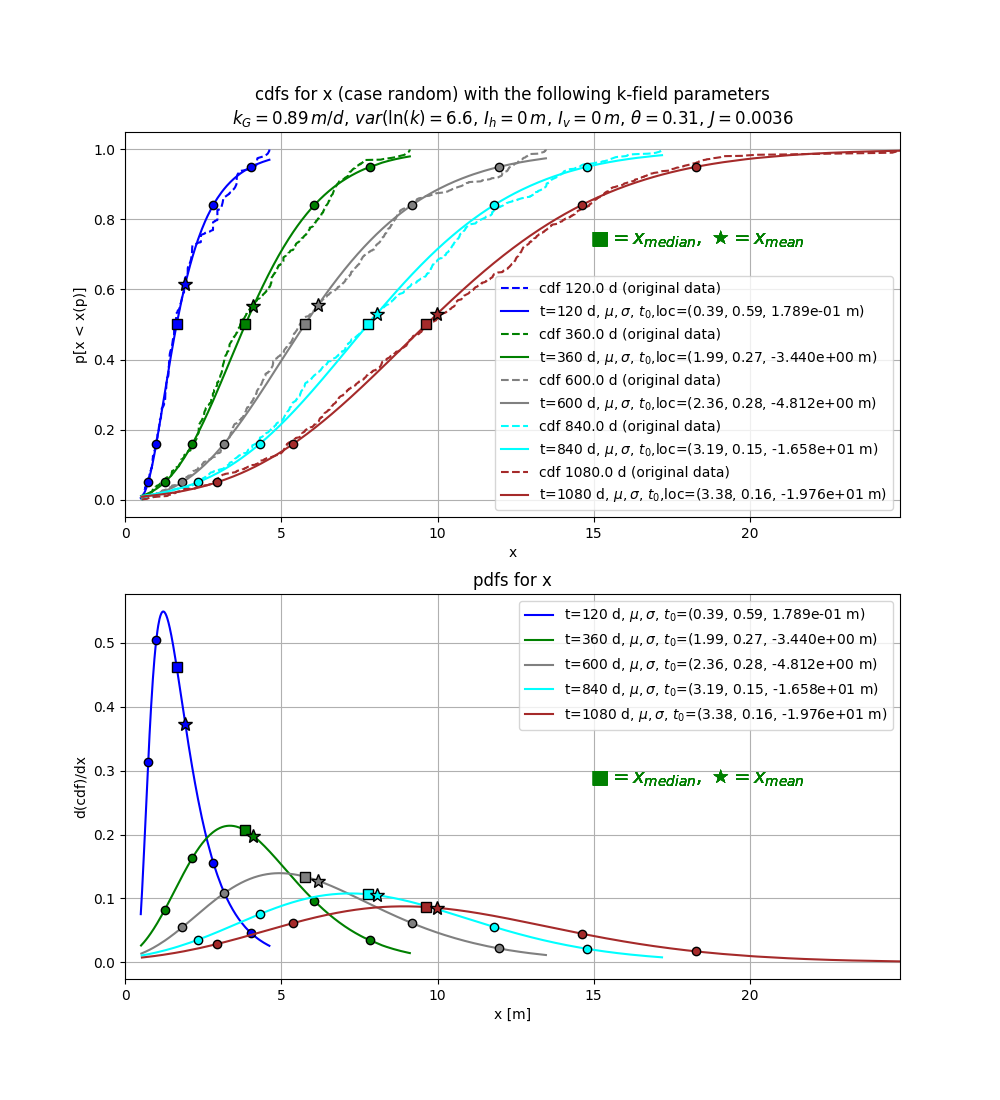 cdfs for x (case random) with the following k-field parameters
k_G = 0.89 m/d, var(ln(k) = 6.6, I_h = 0 m, I_v = 0 m, θ = 0.31, J = 0.0036
1.0
0.8
0.6
0.4
0.2
0.0
p[x < x(p)]
■ = x_median, ★ = x_mean
cdf 120.0 d (original data)
t=120 d, μ, σ, t_0,loc=(0.39, 0.59, 1.789e-01 m)
cdf 360.0 d (original data)
t=360 d, μ, σ, t_0,loc=(1.99, 0.27, -3.440e+00 m)
cdf 600.0 d (original data)
t=600 d, μ, σ, t_0,loc=(2.36, 0.28, -4.812e+00 m)
cdf 840.0 d (original data)
t=840 d, μ, σ, t_0,loc=(3.19, 0.15, -1.658e+01 m)
cdf 1080.0 d (original data)
t=1080 d, μ, σ, t_0,loc=(3.38, 0.16, -1.976e+01 m)
0 5 10 15 20
x
pdfs for x
0.5
0.4
0.3
0.2
0.1
0.0
d(cdf)/dx
t=120 d, μ, σ, t_0=(0.39, 0.59, 1.789e-01 m)
t=360 d, μ, σ, t_0=(1.99, 0.27, -3.440e+00 m)
t=600 d, μ, σ, t_0=(2.36, 0.28, -4.812e+00 m)
t=840 d, μ, σ, t_0=(3.19, 0.15, -1.658e+01 m)
t=1080 d, μ, σ, t_0=(3.38, 0.16, -1.976e+01 m)
■ = x_median, ★ = x_mean
0 5 10 15 20
x [m]